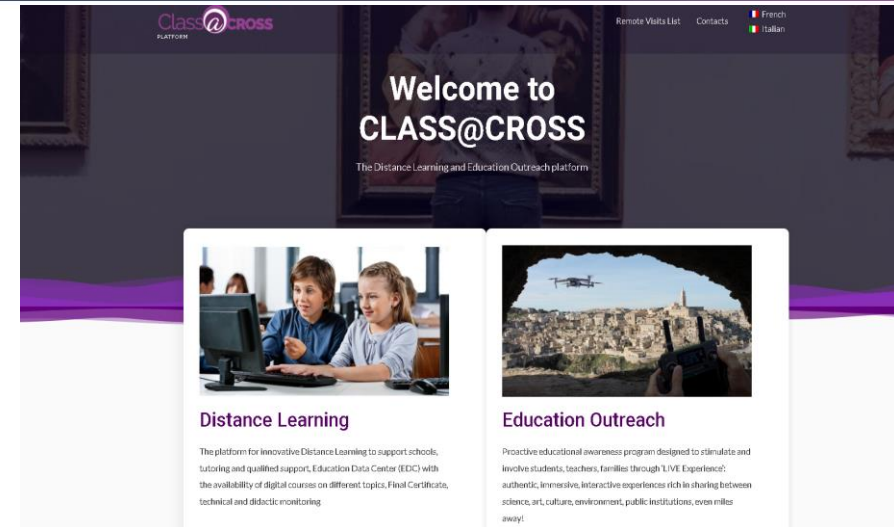 Class@CROSS
PLATFORM
Remote Visits List
Contacts
French
Italian
Welcome to
CLASS@CROSS
The Distance Learning and Education Outreach platform
Distance Learning
The platform for innovative Distance Learning to support schools,
tutoring and qualified support, Education Data Center (EDC) with
the availability of digital courses on different topics, Final Certificate,
technical and didactic monitoring
Education Outreach
Proactive educational awareness program designed to stimulate and
involve students, teachers, families through 'LIVE Experience':
authentic, immersive, interactive experiences rich in sharing between
science, art, culture, environment, public institutions, even miles
away!